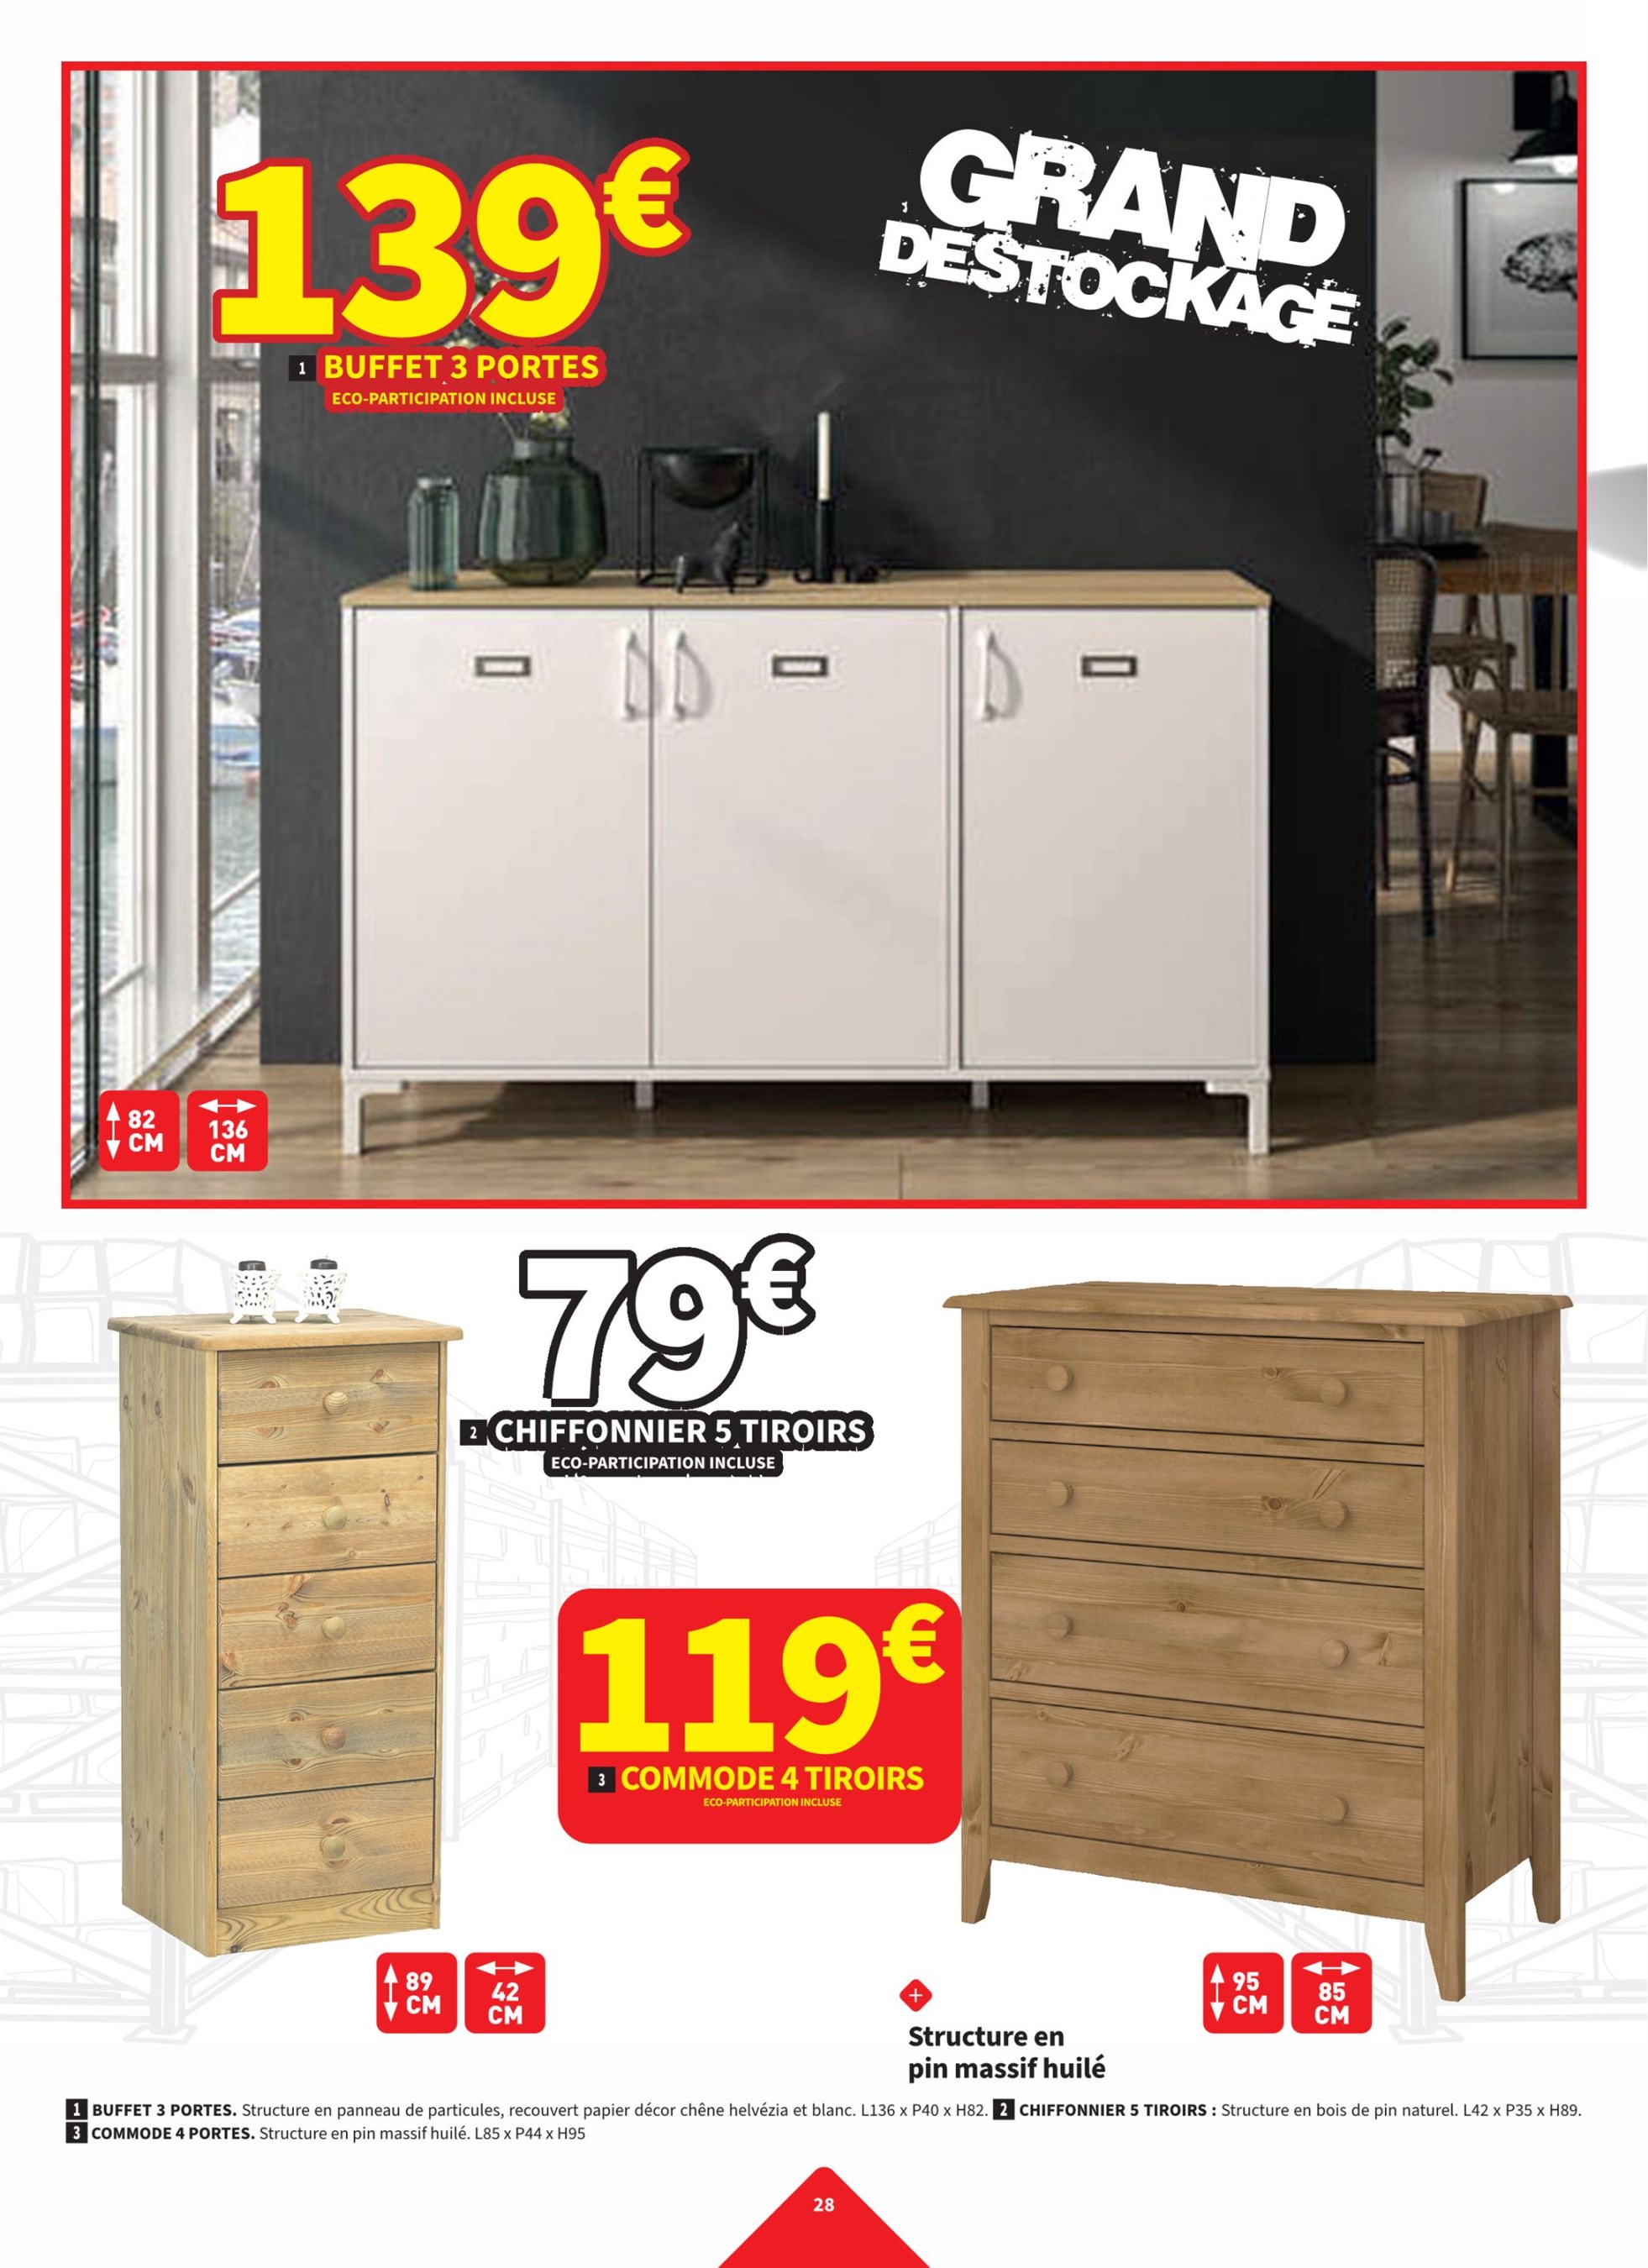 139€
GRAND
DESTOCKAGE
1 BUFFET 3 PORTES
ECO-PARTICIPATION INCLUSE
82
CM
136
CM
79€
2 CHIFFONNIER 5 TIROIRS
ECO-PARTICIPATION INCLUSE
119€
3 COMMODE 4 TIROIRS
ECO-PARTICIPATION INCLUSE
89
CM
42
CM
95
CM
85
CM
Structure en
pin massif huilé
1 BUFFET 3 PORTES. Structure en panneau de particules, recouvert papier décor chêne helvézia et blanc. L136 x P40 x H82. 2 CHIFFONNIER 5 TIROIRS : Structure en bois de pin naturel. L42 x P35 x H89.
3 COMMODE 4 PORTES. Structure en pin massif huilé. L85 x P44 x H95
28